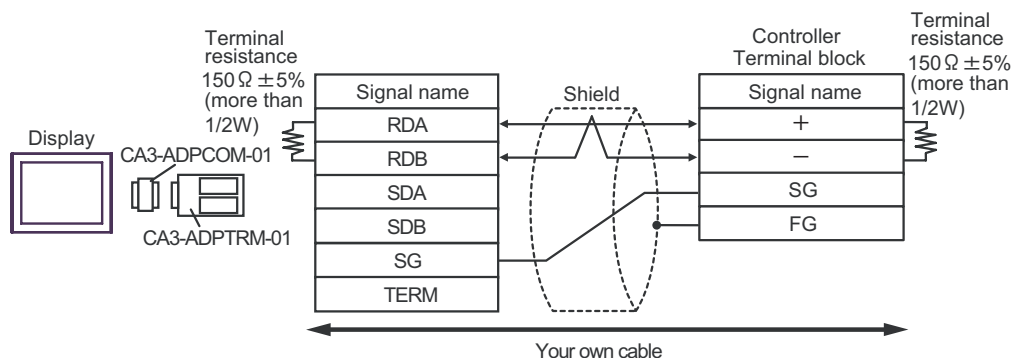 Terminal
resistance
150 Ω ±5%
(more than
1/2W)
Controller
Terminal block
Terminal
resistance
150 Ω ±5%
(more than
1/2W)
Display
CA3-ADPCOM-01
CA3-ADPTRM-01
Signal name
RDA
RDB
SDA
SDB
SG
TERM
Shield
Signal name
+
−
SG
FG
Your own cable